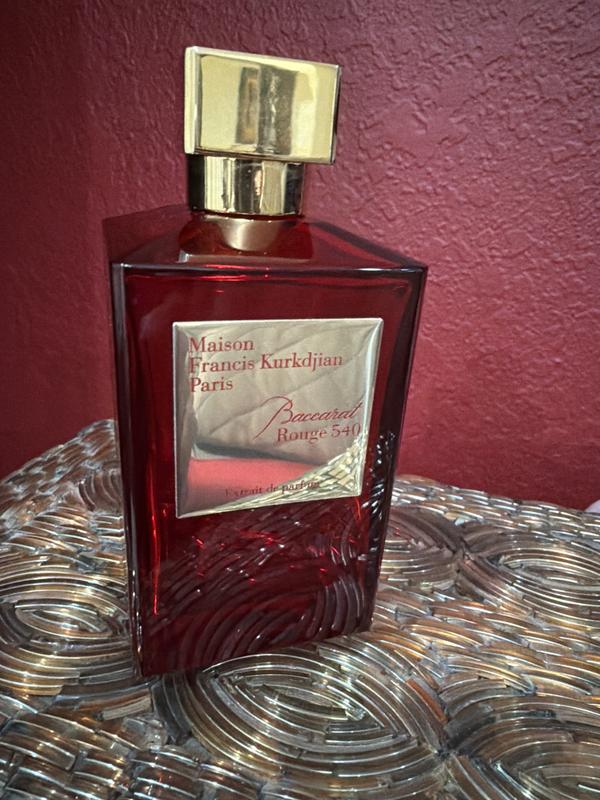 Maison
Francis Kurkdjian
Paris
Baccarat
Rouge 540
Extrait de parfum